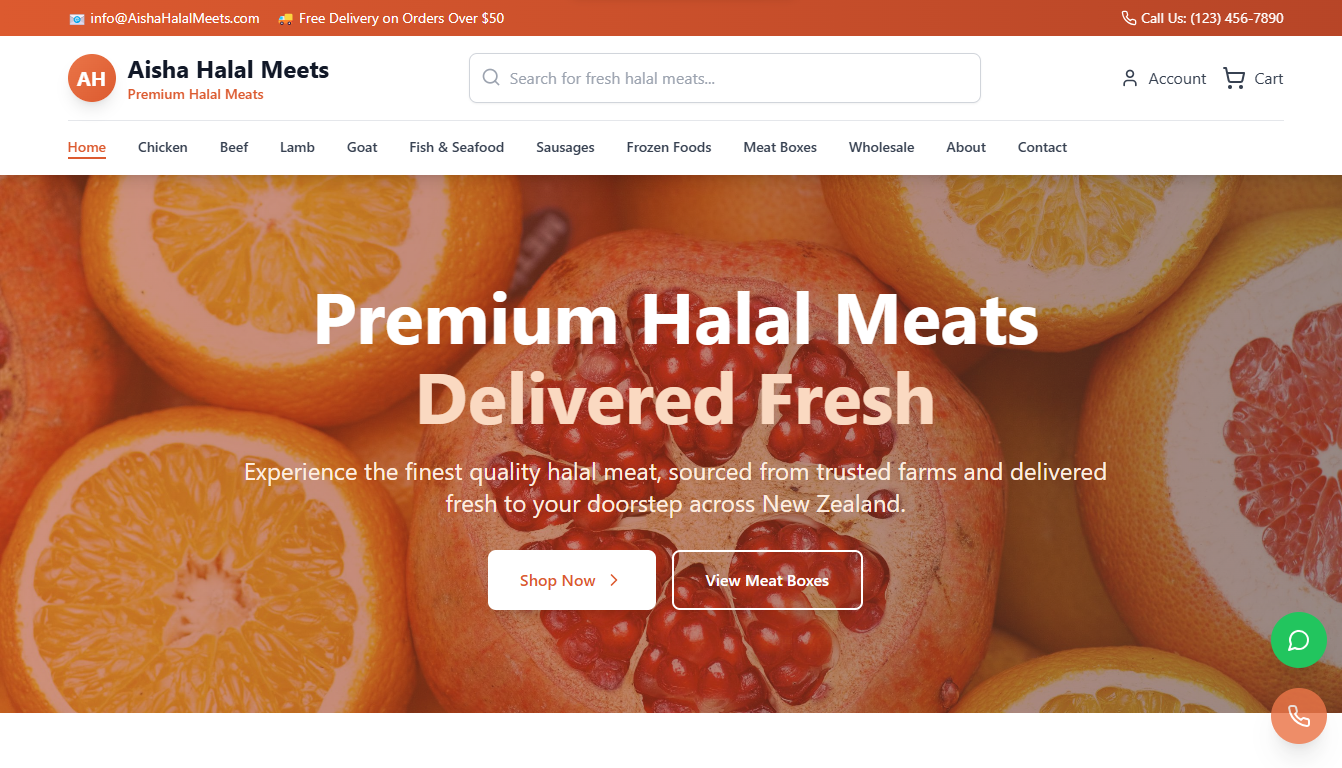 info@AishaHalalMeets.com
Free Delivery on Orders Over $50
Call Us: (123) 456-7890
AH
Aisha Halal Meets
Premium Halal Meats
Search for fresh halal meats...
Account
Cart
Home
Chicken
Beef
Lamb
Goat
Fish & Seafood
Sausages
Frozen Foods
Meat Boxes
Wholesale
About
Contact
Premium Halal Meats
Delivered Fresh
Experience the finest quality halal meat, sourced from trusted farms and delivered
fresh to your doorstep across New Zealand.
Shop Now
View Meat Boxes